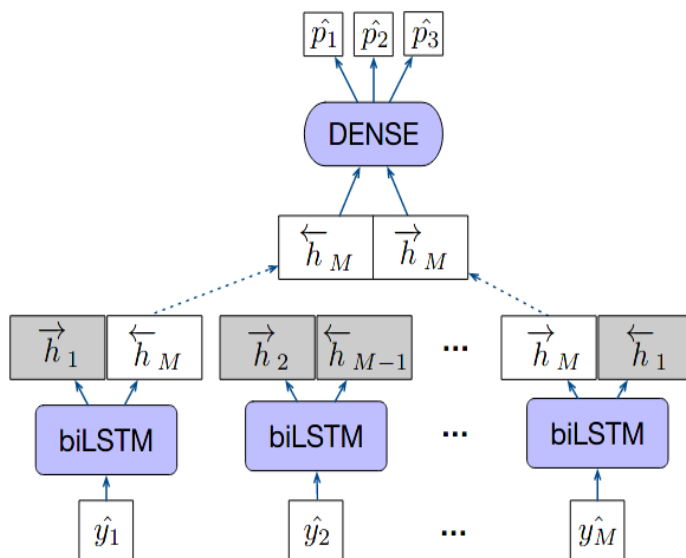 p̂₁ p̂₂ p̂₃
DENSE
←h M →h M
→h 1 ←h M →h 2 ←h M−1 ... →h M ←h 1
biLSTM biLSTM ... biLSTM
ŷ₁ ŷ₂ ... ŷM